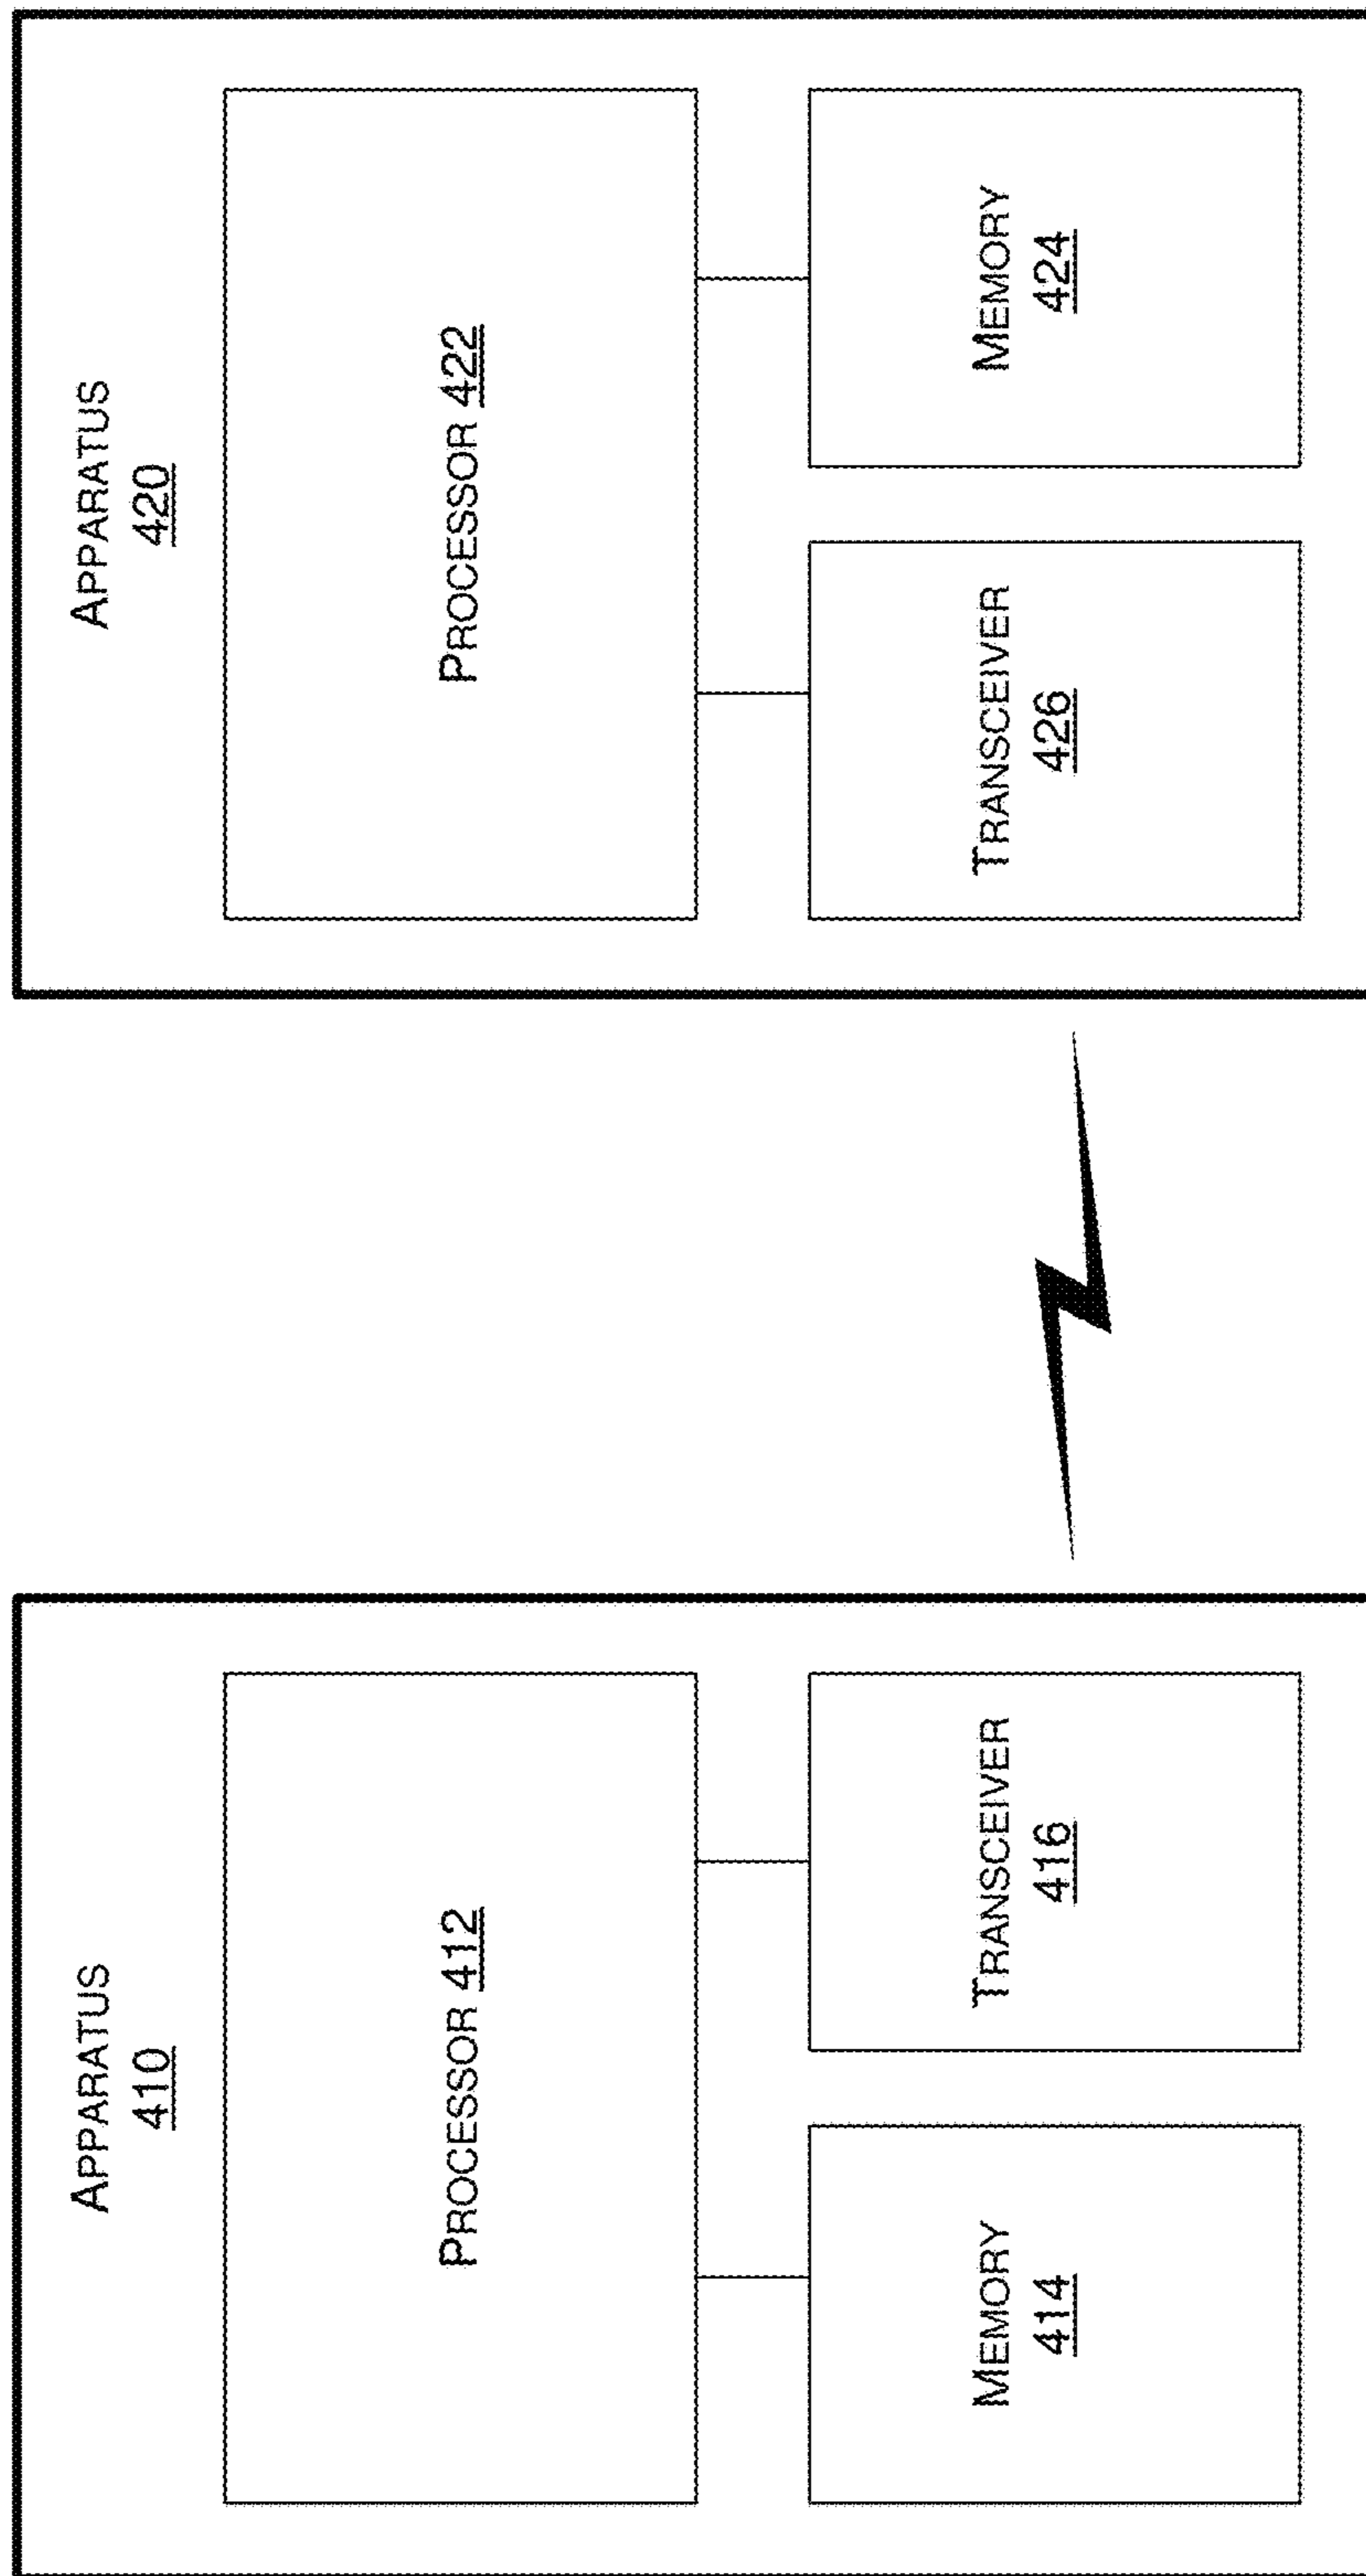 APPARATUS
410
PROCESSOR 412
MEMORY
414
TRANSCEIVER
416
APPARATUS
420
PROCESSOR 422
TRANSCEIVER
426
MEMORY
424